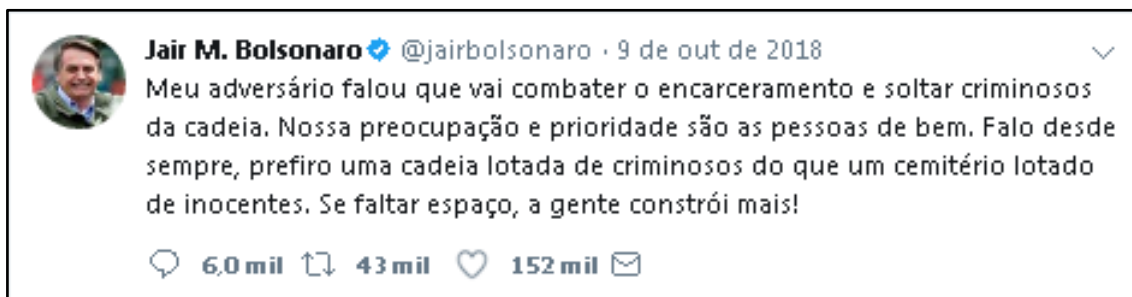 Jair M. Bolsonaro @jairbolsonaro · 9 de out de 2018
Meu adversário falou que vai combater o encarceramento e soltar criminosos
da cadeia. Nossa preocupação e prioridade são as pessoas de bem. Falo desde
sempre, prefiro uma cadeia lotada de criminosos do que um cemitério lotado
de inocentes. Se faltar espaço, a gente constrói mais!
6,0 mil 43 mil 152 mil